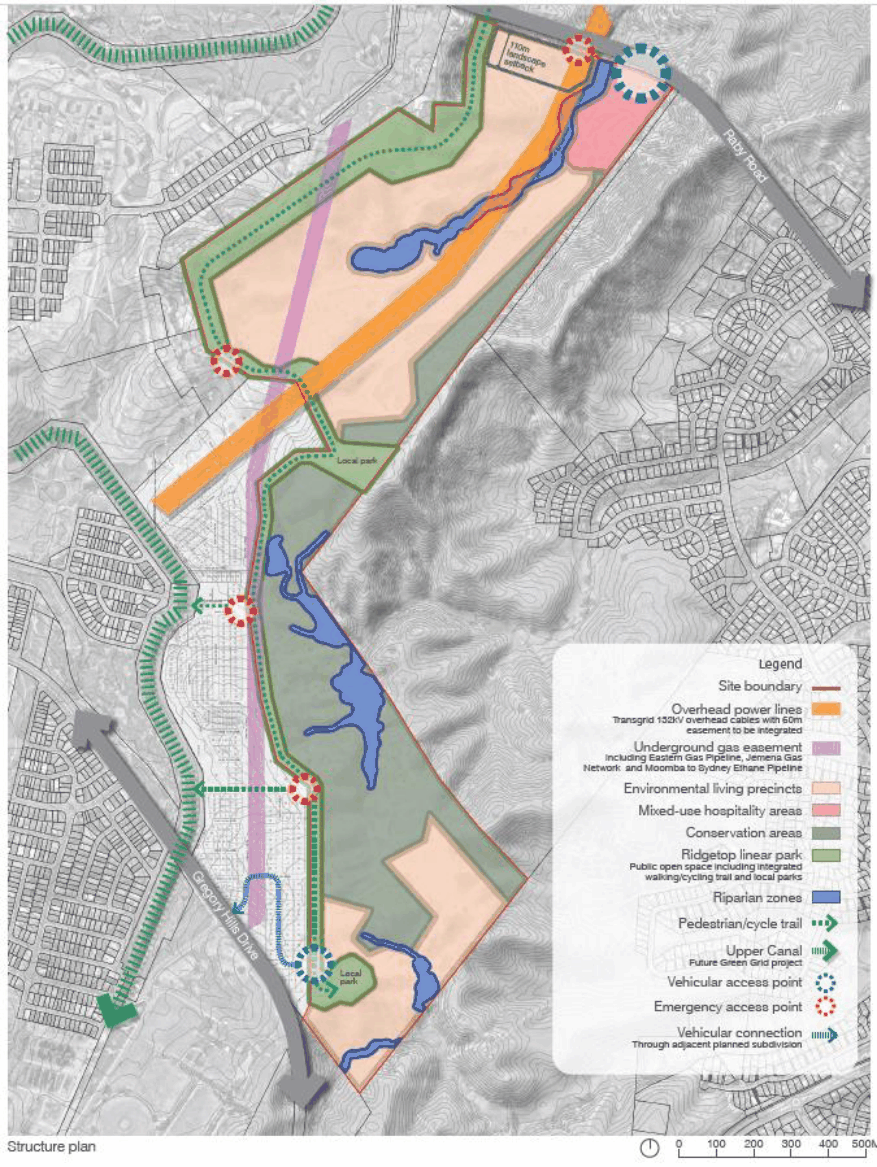 110m
landscape
setback
Raby Road
Local park
Gregory Hills Drive
Local
park
Legend
Site boundary
Overhead power lines
Transgrid 132kV overhead cables with 60m
easement to be integrated
Underground gas easement
Including Eastern Gas Pipeline, Jemena Gas
Network and Moomba to Sydney Ethane Pipeline
Environmental living precincts
Mixed-use hospitality areas
Conservation areas
Ridgetop linear park
Public open space including integrated
walking/cycling trail and local parks
Riparian zones
Pedestrian/cycle trail
Upper Canal
Future Green Grid project
Vehicular access point
Emergency access point
Vehicular connection
Through adjacent planned subdivision
Structure plan
0 100 200 300 400 500M